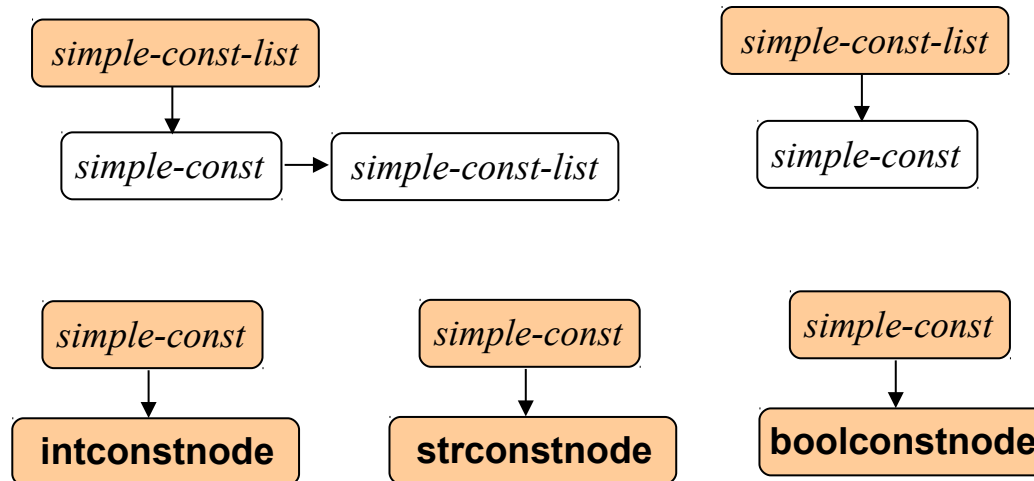 simple-const-list
simple-const-list
simple-const
simple-const-list
simple-const
simple-const
simple-const
simple-const
intconstnode
strconstnode
boolconstnode